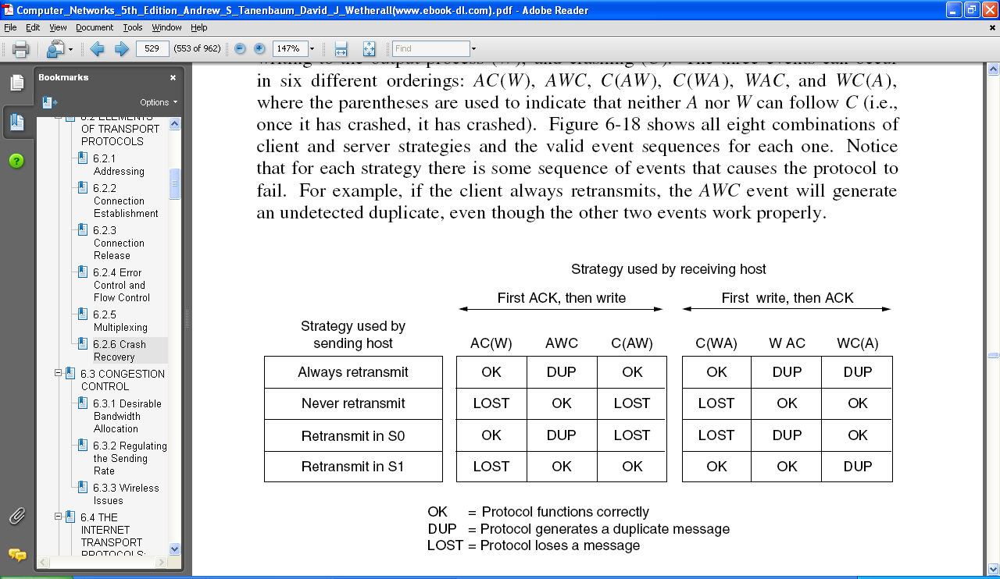 Computer_Networks_5th_Edition_Andrew_S_Tanenbaum_David_J_Wetherall(www.ebook-dl.com).pdf - Adobe Reader
File Edit View Document Tools Window Help
529 (553 of 962) 147% Find
Bookmarks
Options
6.2 ELEMENTS
OF TRANSPORT
PROTOCOLS
6.2.1
Addressing
6.2.2
Connection
Establishment
6.2.3
Connection
Release
6.2.4 Error
Control and
Flow Control
6.2.5
Multiplexing
6.2.6 Crash
Recovery
6.3 CONGESTION
CONTROL
6.3.1 Desirable
Bandwidth
Allocation
6.3.2 Regulating
the Sending
Rate
6.3.3 Wireless
Issues
6.4 THE
INTERNET
TRANSPORT
PROTOCOLS:
writing to the output process (W), and crashing (C). The three events can occur
in six different orderings: AC(W), AWC, C(AW), C(WA), WAC, and WC(A),
where the parentheses are used to indicate that neither A nor W can follow C (i.e.,
once it has crashed, it has crashed). Figure 6-18 shows all eight combinations of
client and server strategies and the valid event sequences for each one. Notice
that for each strategy there is some sequence of events that causes the protocol to
fail. For example, if the client always retransmits, the AWC event will generate
an undetected duplicate, even though the other two events work properly.
Strategy used by receiving host
First ACK, then write First write, then ACK
Strategy used by
sending host AC(W) AWC C(AW) C(WA) W AC WC(A)
Always retransmit OK DUP OK OK DUP DUP
Never retransmit LOST OK LOST LOST OK OK
Retransmit in S0 OK DUP LOST LOST DUP OK
Retransmit in S1 LOST OK OK OK OK DUP
OK = Protocol functions correctly
DUP = Protocol generates a duplicate message
LOST = Protocol loses a message